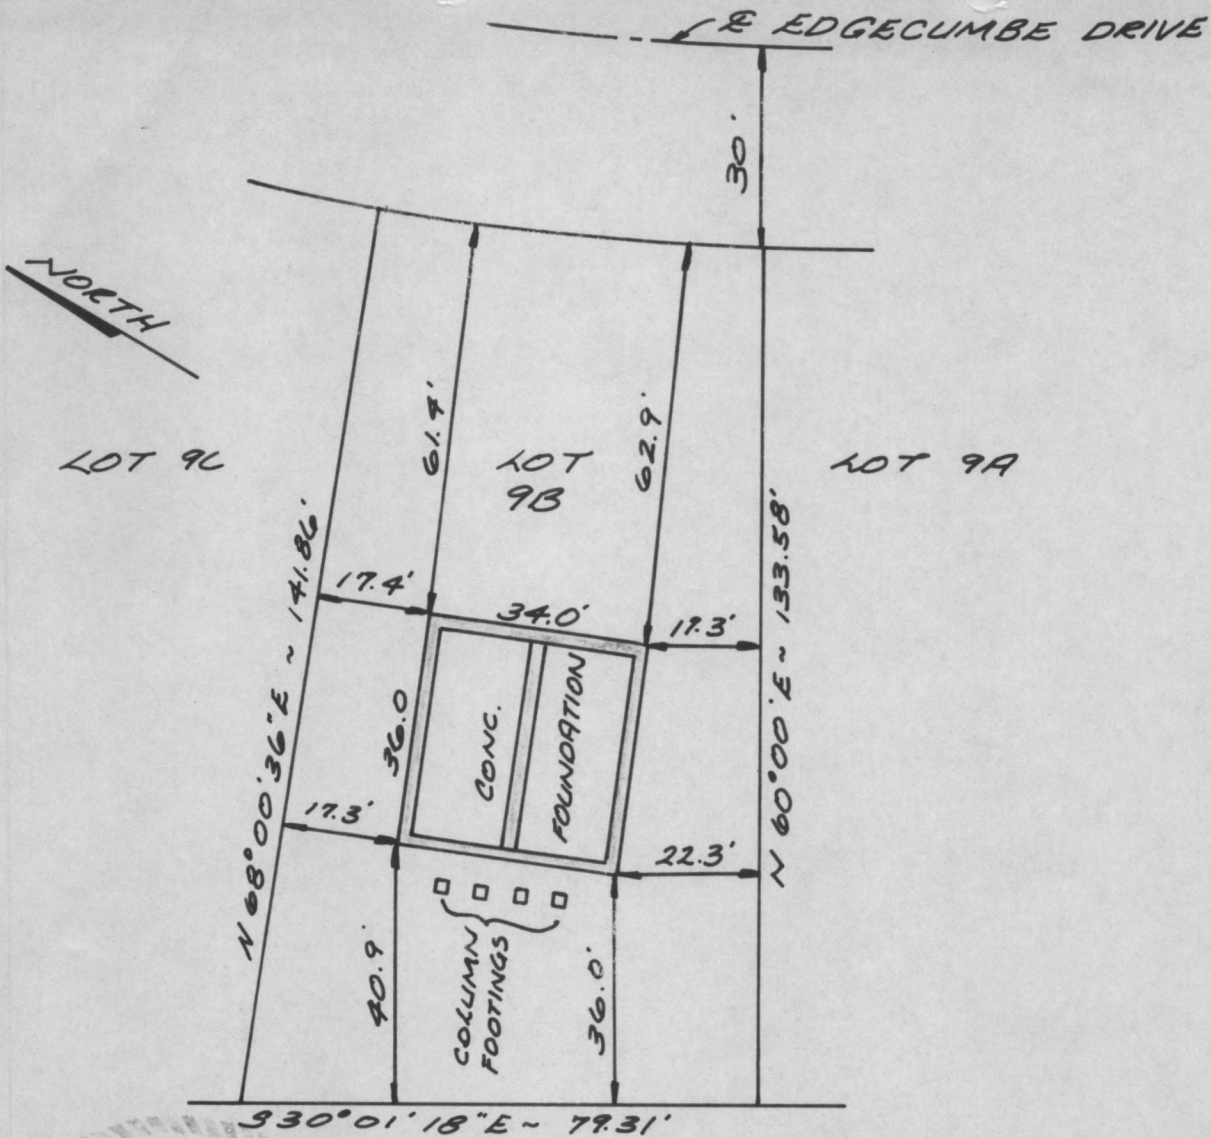 ℄ EDGECUMBE DRIVE
30'
NORTH
LOT 9C
LOT
9B
LOT 9A
61.4'
62.9'
N 68°00'36"E ~ 141.86'
N 60°00'E ~ 133.58'
17.4'
34.0'
17.3'
36.0
CONC.
FOUNDATION
17.3'
22.3'
40.9'
COLUMN
FOOTINGS
36.0'
S 30°01'18"E ~ 79.31'